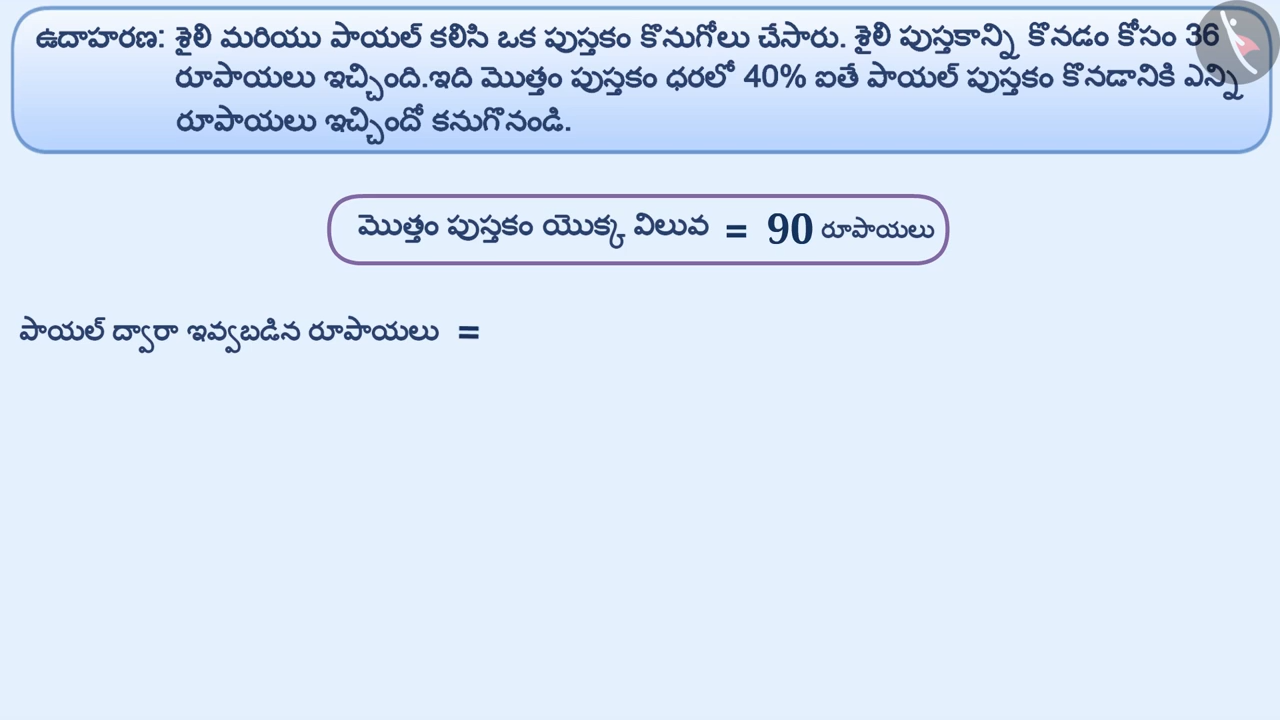 ఉదాహరణ: శైలీ మరియు పాయల్ కలిసి ఒక పుస్తకం కొనుగోలు చేసారు. శైలీ పుస్తకాన్ని కొనడం కోసం 36
రూపాయలు ఇచ్చింది.ఇది మొత్తం పుస్తకం ధరలో 40% ఐతే పాయల్ పుస్తకం కొనడానికి ఎన్ని
రూపాయలు ఇచ్చిందో కనుగొనండి.
మొత్తం పుస్తకం యొక్క విలువ = 90 రూపాయలు
పాయల్ ద్వారా ఇవ్వబడిన రూపాయలు =